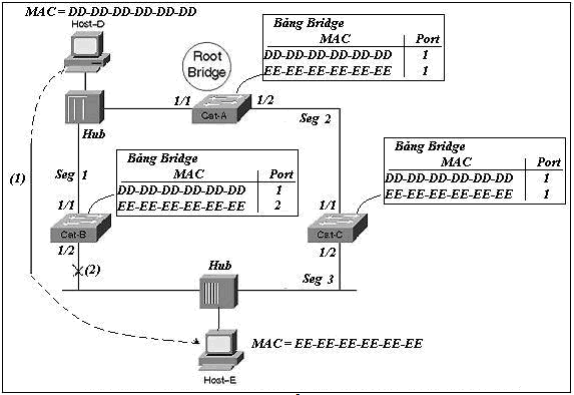 MAC = DD-DD-DD-DD-DD-DD
Host-D
Root
Bridge
Bảng Bridge
MAC Port
DD-DD-DD-DD-DD-DD 1
EE-EE-EE-EE-EE-EE 1
1/1
1/2
Cat-A
Hub
Seg 2
(1)
Seg 1
Bảng Bridge
MAC Port
DD-DD-DD-DD-DD-DD 1
EE-EE-EE-EE-EE-EE 2
Bảng Bridge
MAC Port
DD-DD-DD-DD-DD-DD 1
EE-EE-EE-EE-EE-EE 1
1/1
Cat-B
1/2
(2)
1/1
Cat-C
1/2
Hub
Seg 3
MAC = EE-EE-EE-EE-EE-EE
Host-E